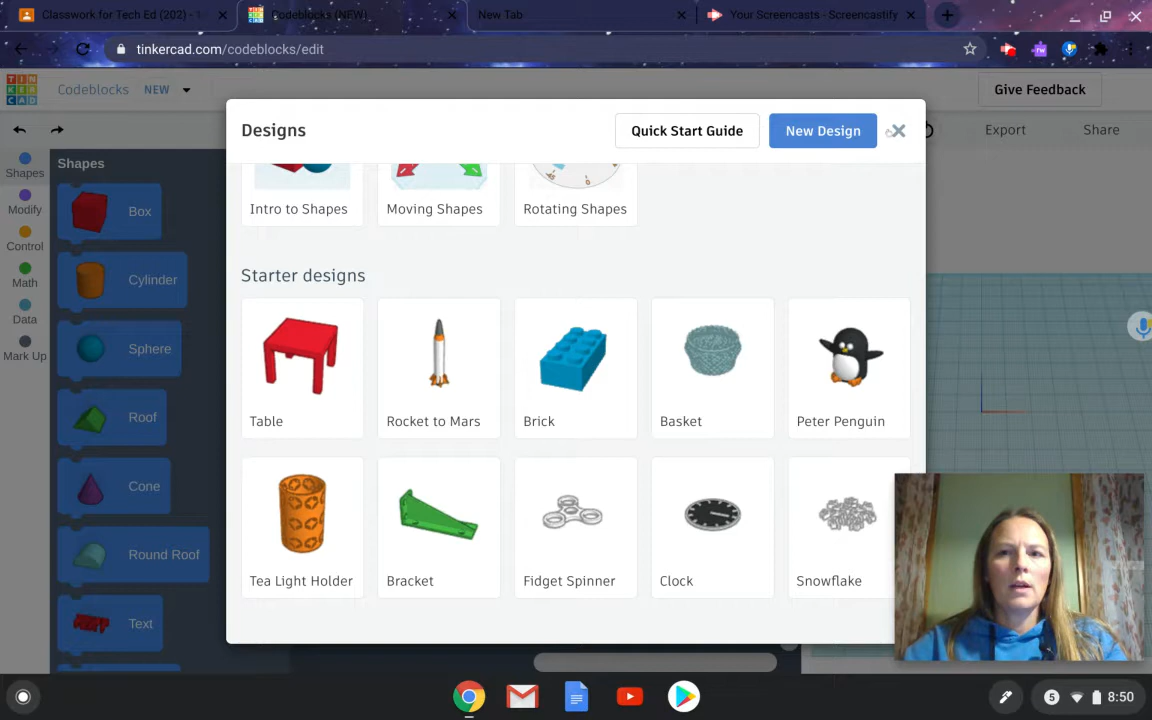 Classwork for Tech Ed (202) - 1
Codeblocks (NEW)
New Tab
Your Screencasts - Screencastify
tinkercad.com/codeblocks/edit
TIN
KER
CAD
Codeblocks NEW
Give Feedback
Export
Share
Designs
Quick Start Guide
New Design
Shapes
Modify
Control
Math
Data
Mark Up
Shapes
Box
Cylinder
Sphere
Roof
Cone
Round Roof
Text
Intro to Shapes
Moving Shapes
Rotating Shapes
Starter designs
Table
Rocket to Mars
Brick
Basket
Peter Penguin
Tea Light Holder
Bracket
Fidget Spinner
Clock
Snowflake
5
8:50